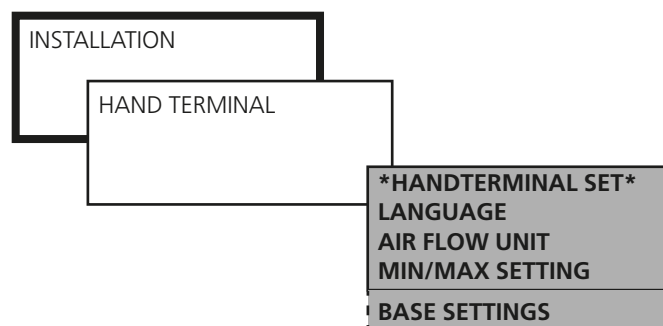 INSTALLATION
HAND TERMINAL
*HANDTERMINAL SET*
LANGUAGE
AIR FLOW UNIT
MIN/MAX SETTING
BASE SETTINGS